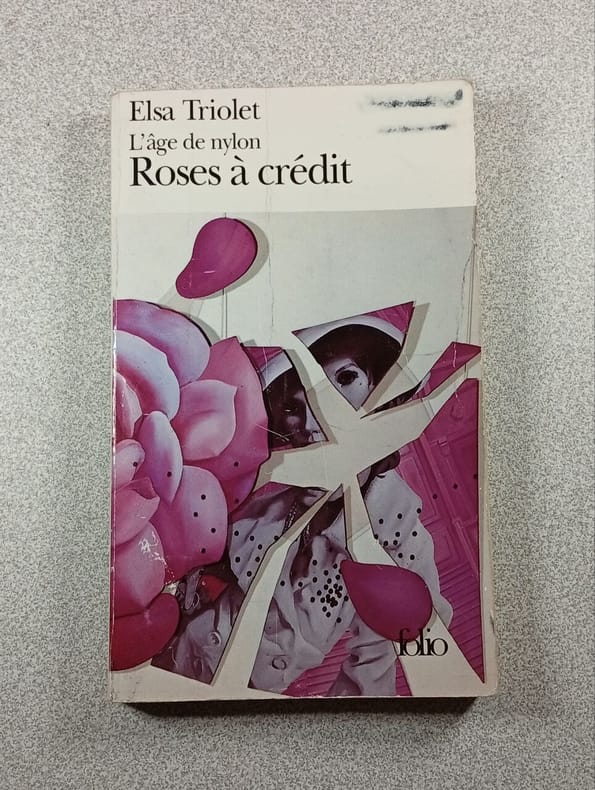 Elsa Triolet
L'âge de nylon
Roses à crédit
folio